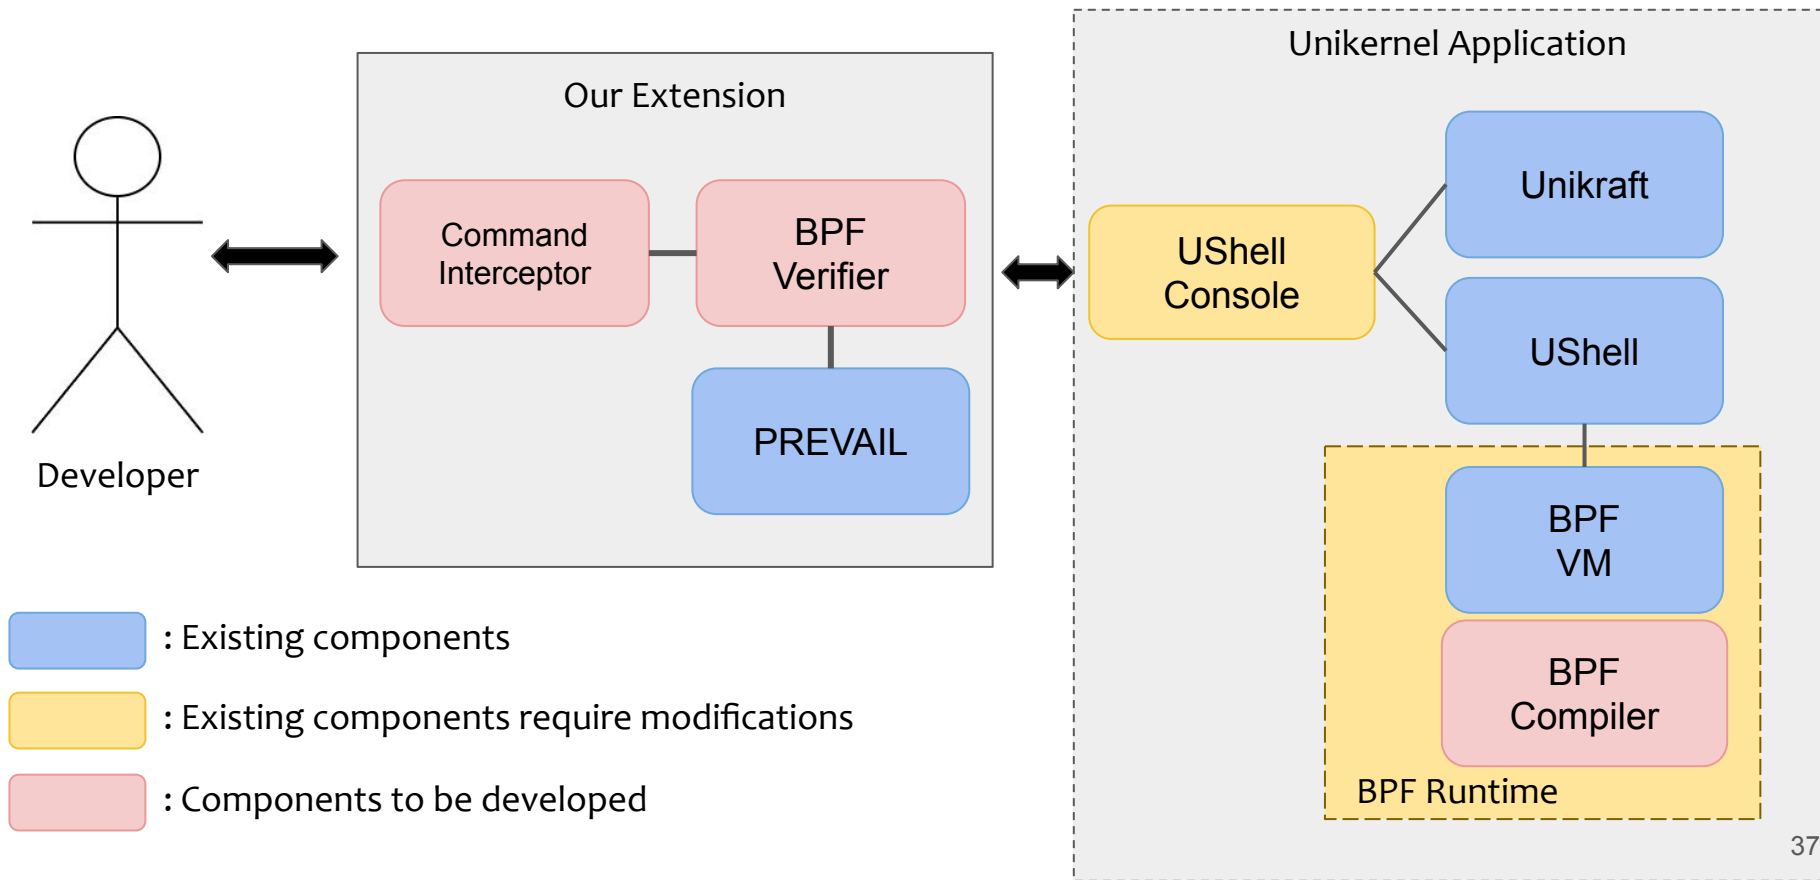 Unikernel Application
Our Extension
Developer
Command
Interceptor
BPF
Verifier
PREVAIL
UShell
Console
Unikraft
UShell
BPF
VM
BPF
Compiler
BPF Runtime
: Existing components
: Existing components require modifications
: Components to be developed
37